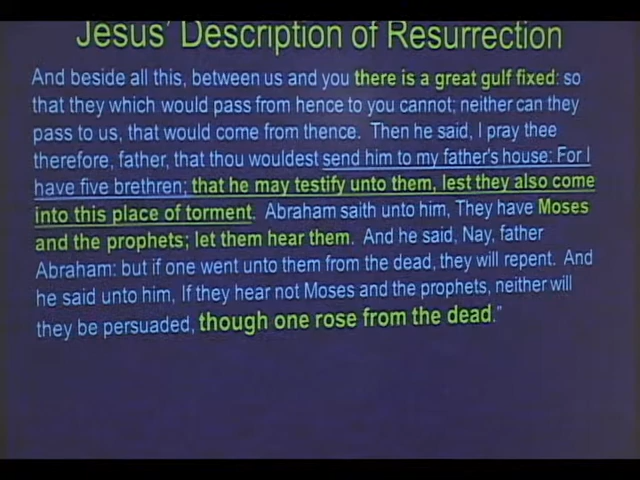 Jesus' Description of Resurrection
And beside all this, between us and you there is a great gulf fixed: so
that they which would pass from hence to you cannot; neither can they
pass to us, that would come from thence. Then he said, I pray thee
therefore, father, that thou wouldest send him to my father's house: For I
have five brethren; that he may testify unto them, lest they also come
into this place of torment. Abraham saith unto him, They have Moses
and the prophets; let them hear them. And he said, Nay, father
Abraham: but if one went unto them from the dead, they will repent. And
he said unto him, If they hear not Moses and the prophets, neither will
they be persuaded, though one rose from the dead."